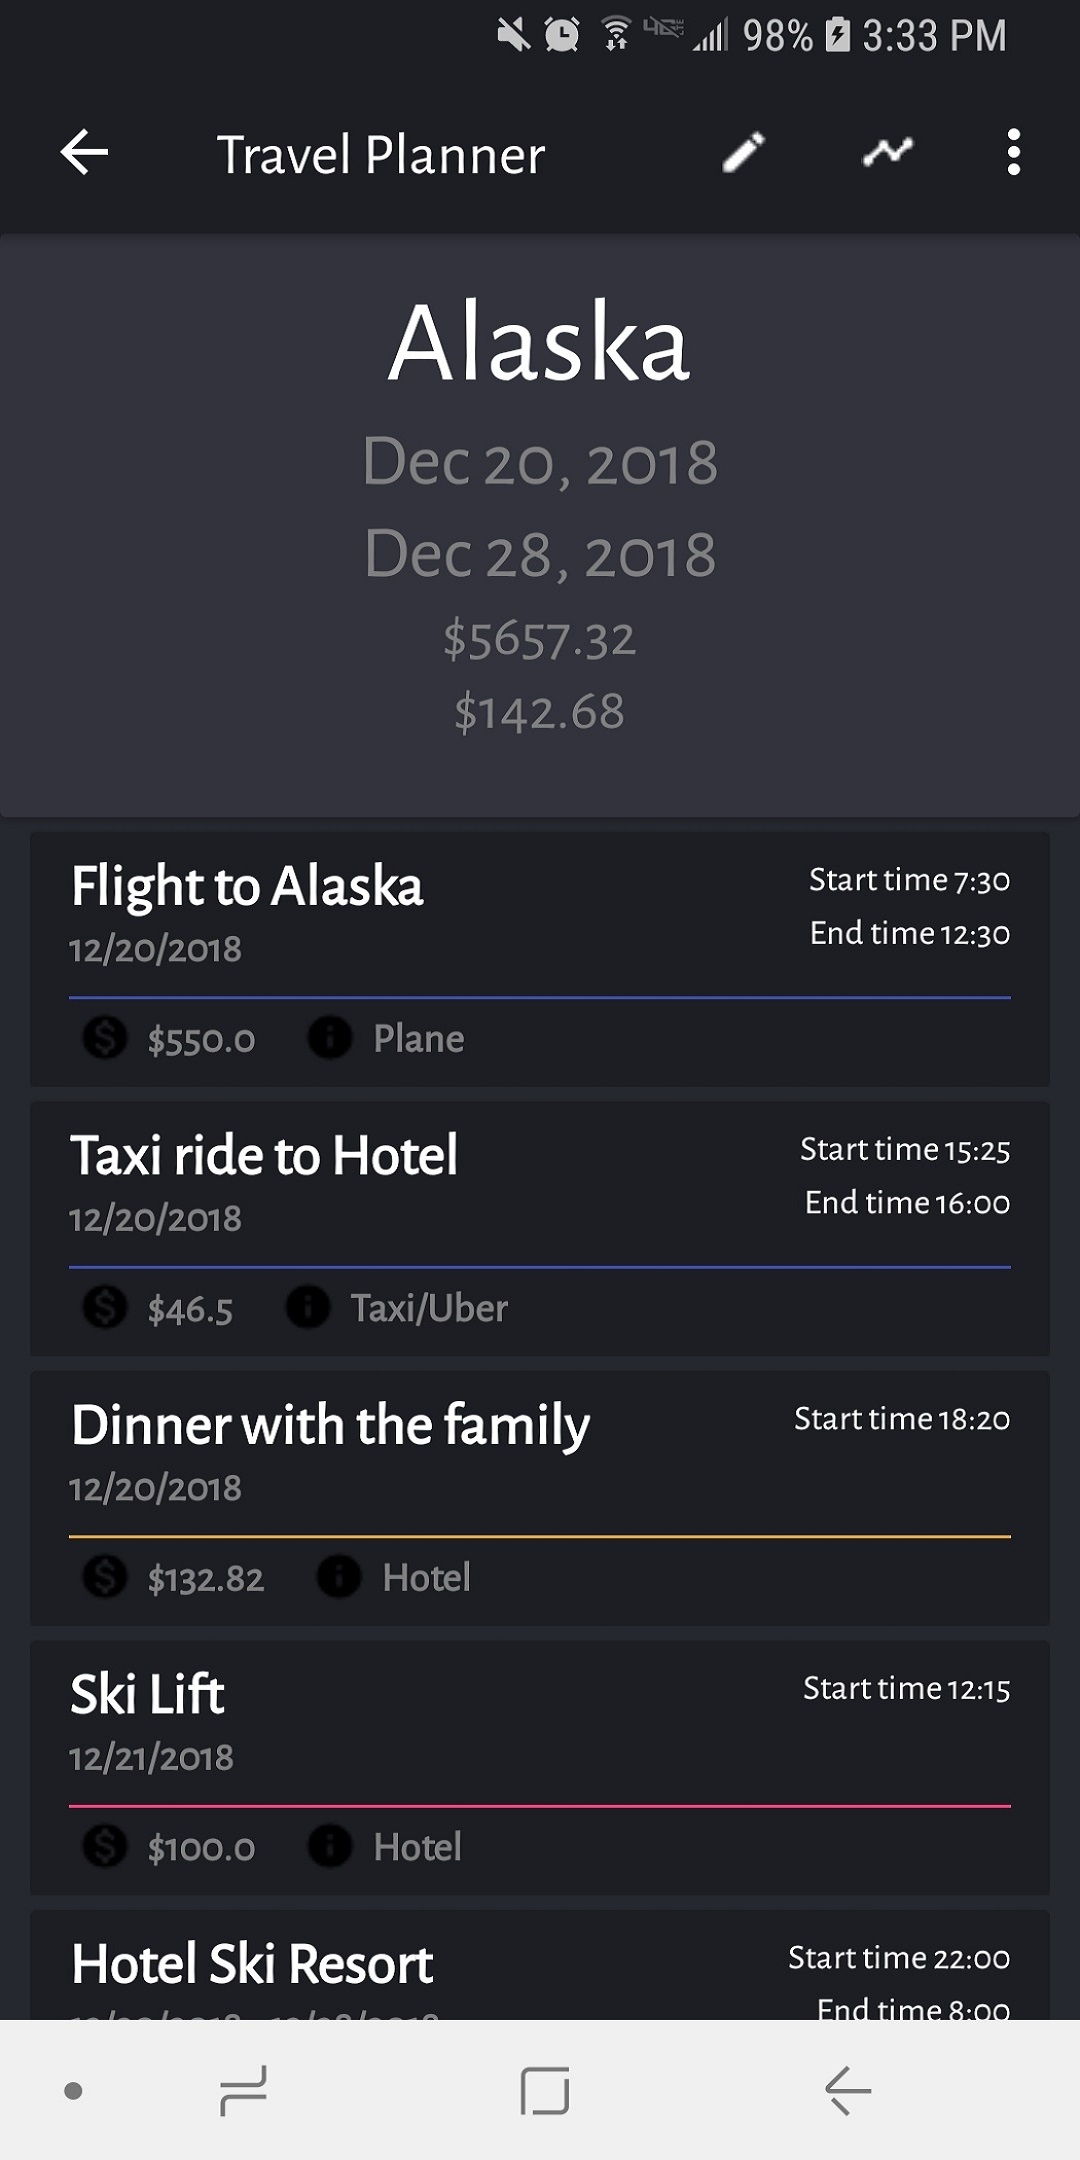 98% 3:33 PM
Travel Planner
Alaska
Dec 20, 2018
Dec 28, 2018
$5657.32
$142.68
Flight to Alaska
Start time 7:30
12/20/2018
End time 12:30
$550.0 Plane
Taxi ride to Hotel
Start time 15:25
12/20/2018
End time 16:00
$46.5 Taxi/Uber
Dinner with the family
Start time 18:20
12/20/2018
$132.82 Hotel
Ski Lift
Start time 12:15
12/21/2018
$100.0 Hotel
Hotel Ski Resort
Start time 22:00
End time 8:00